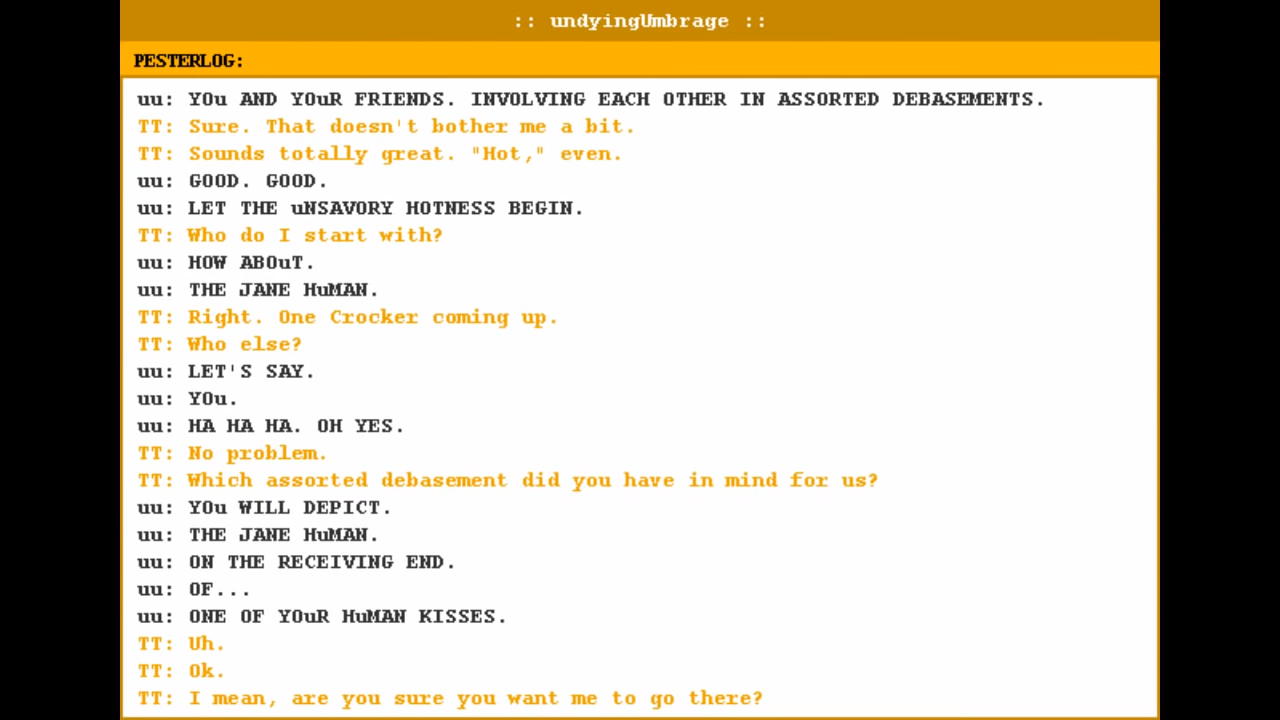 :: undyingUmbrage ::
PESTERLOG:
uu: YOu AND YOuR FRIENDS. INVOLVING EACH OTHER IN ASSORTED DEBASEMENTS.
TT: Sure. That doesn't bother me a bit.
TT: Sounds totally great. "Hot," even.
uu: GOOD. GOOD.
uu: LET THE uNSAVORY HOTNESS BEGIN.
TT: Who do I start with?
uu: HOW ABOuT.
uu: THE JANE HuMAN.
TT: Right. One Crocker coming up.
TT: Who else?
uu: LET'S SAY.
uu: YOu.
uu: HA HA HA. OH YES.
TT: No problem.
TT: Which assorted debasement did you have in mind for us?
uu: YOu WILL DEPICT.
uu: THE JANE HuMAN.
uu: ON THE RECEIVING END.
uu: OF...
uu: ONE OF YOuR HuMAN KISSES.
TT: Uh.
TT: Ok.
TT: I mean, are you sure you want me to go there?